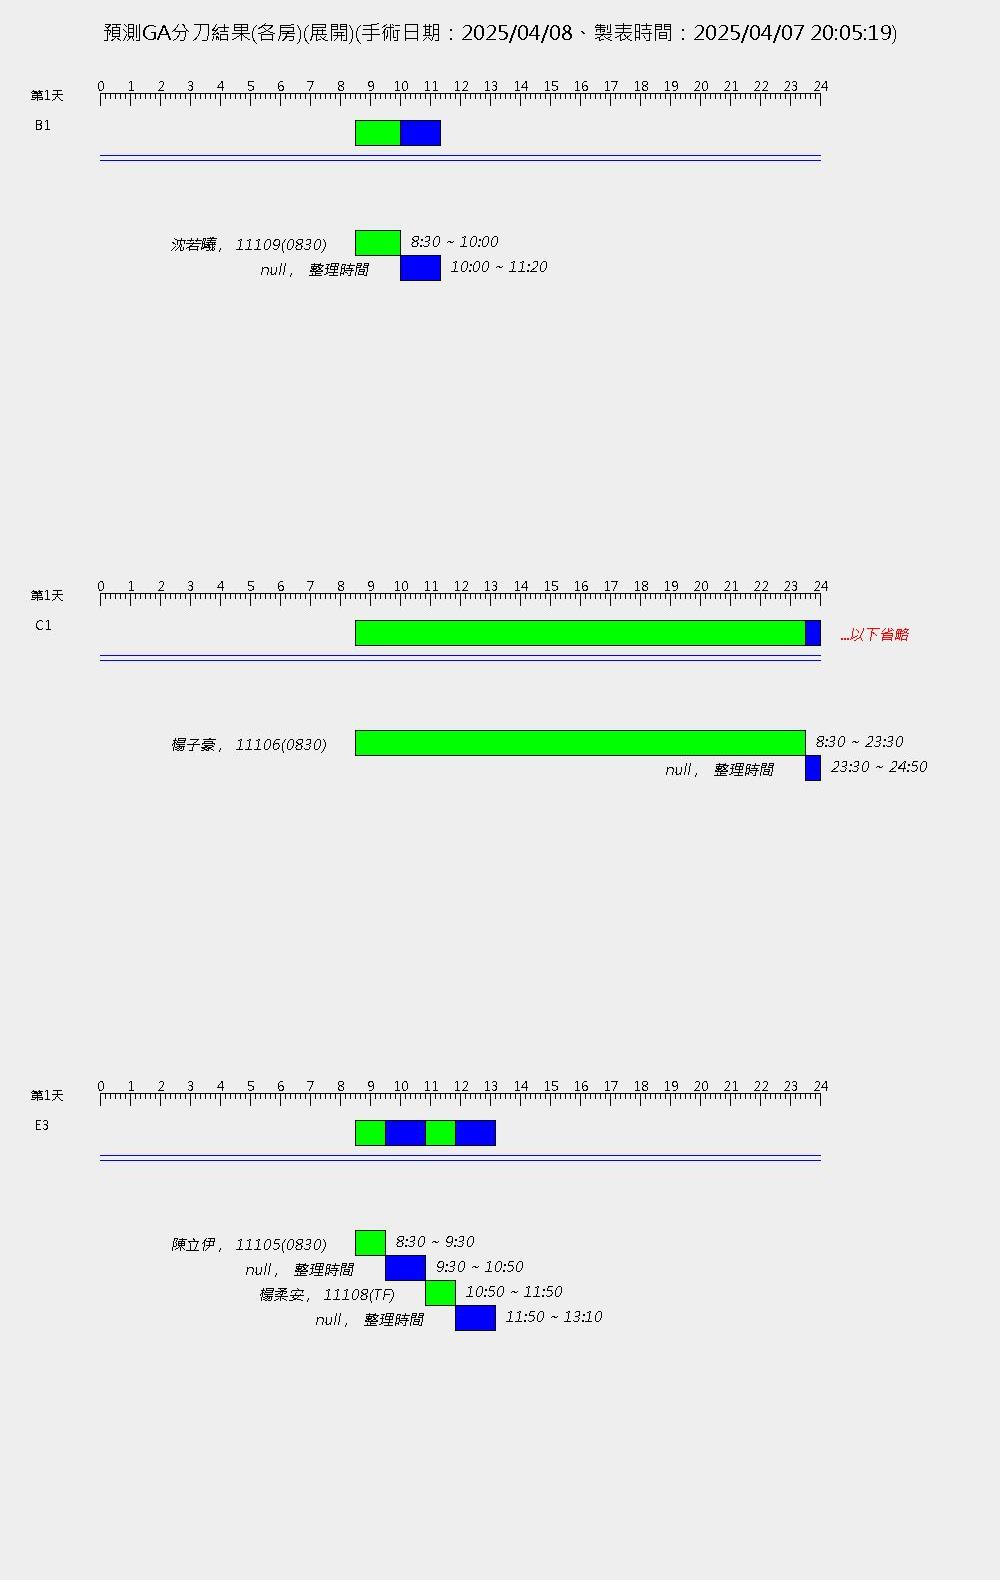 預測GA分刀結果(各房)(展開)(手術日期：2025/04/08、製表時間：2025/04/07 20:05:19)
第1天 0 1 2 3 4 5 6 7 8 9 10 11 12 13 14 15 16 17 18 19 20 21 22 23 24
B1
沈若曦， 11109(0830) 8:30 ~ 10:00
null， 整理時間 10:00 ~ 11:20
第1天 0 1 2 3 4 5 6 7 8 9 10 11 12 13 14 15 16 17 18 19 20 21 22 23 24
C1 ...以下省略
楊子豪， 11106(0830) 8:30 ~ 23:30
null， 整理時間 23:30 ~ 24:50
第1天 0 1 2 3 4 5 6 7 8 9 10 11 12 13 14 15 16 17 18 19 20 21 22 23 24
E3
陳立伊， 11105(0830) 8:30 ~ 9:30
null， 整理時間 9:30 ~ 10:50
楊柔安， 11108(TF) 10:50 ~ 11:50
null， 整理時間 11:50 ~ 13:10